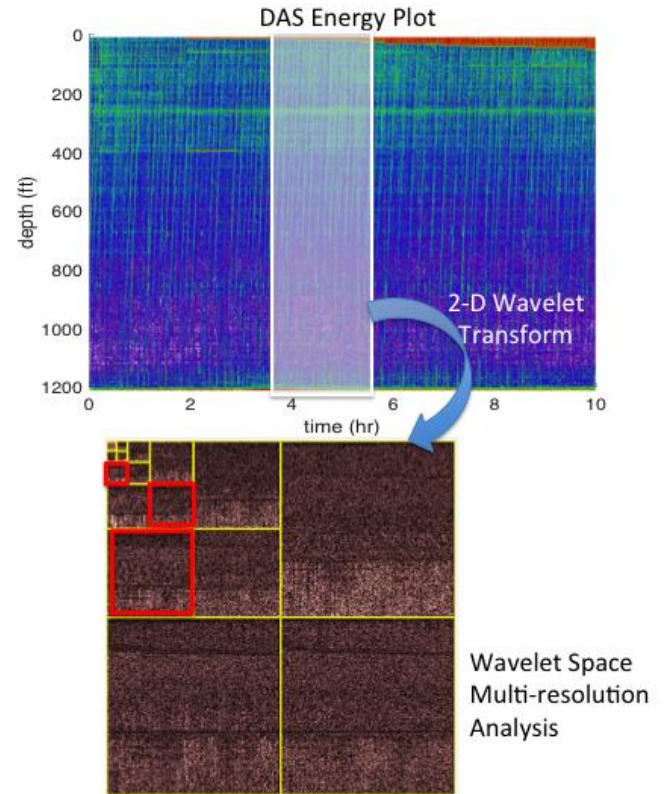 DAS Energy Plot
0
200
400
600
800
1000
1200
depth (ft)
0 2 4 6 8 10
time (hr)
2-D Wavelet
Transform
Wavelet Space
Multi-resolution
Analysis